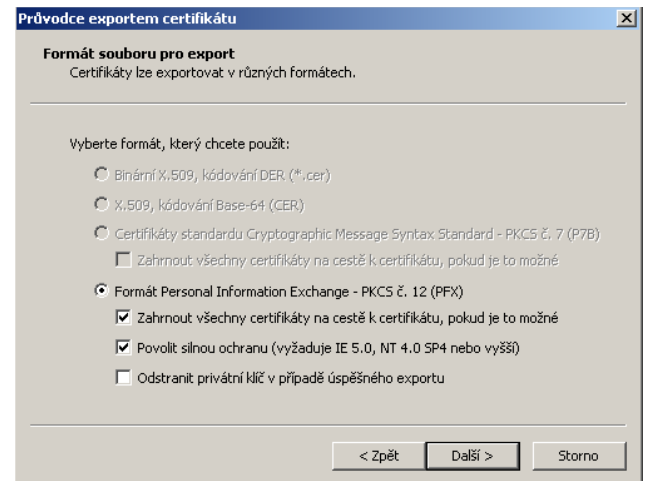 Průvodce exportem certifikátu
Formát souboru pro export
Certifikáty lze exportovat v různých formátech.
Vyberte formát, který chcete použít:
Binární X.509, kódování DER (*.cer)
X.509, kódování Base-64 (CER)
Certifikáty standardu Cryptographic Message Syntax Standard - PKCS č. 7 (P7B)
Zahrnout všechny certifikáty na cestě k certifikátu, pokud je to možné
Formát Personal Information Exchange - PKCS č. 12 (PFX)
Zahrnout všechny certifikáty na cestě k certifikátu, pokud je to možné
Povolit silnou ochranu (vyžaduje IE 5.0, NT 4.0 SP4 nebo vyšší)
Odstranit privátní klíč v případě úspěšného exportu
< Zpět Další > Storno